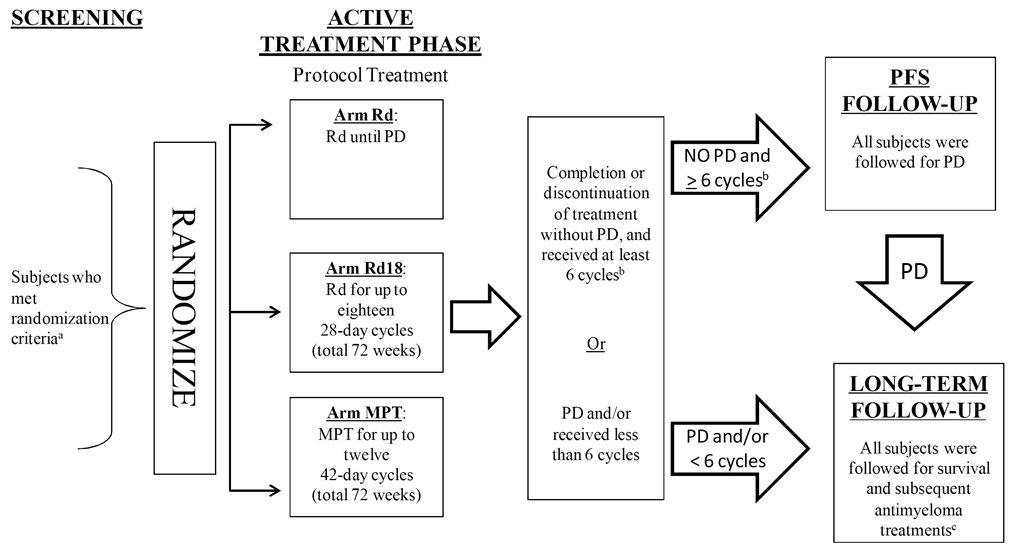 SCREENING
Subjects who
met
randomization
criteriaᵃ
RANDOMIZE
ACTIVE
TREATMENT PHASE
Protocol Treatment
Arm Rd:
Rd until PD
Arm Rd18:
Rd for up to
eighteen
28-day cycles
(total 72 weeks)
Arm MPT:
MPT for up to
twelve
42-day cycles
(total 72 weeks)
Completion or
discontinuation
of treatment
without PD, and
received at least
6 cyclesᵇ
Or
PD and/or
received less
than 6 cycles
NO PD and
≥ 6 cyclesᵇ
PD and/or
< 6 cycles
PFS
FOLLOW-UP
All subjects were
followed for PD
PD
LONG-TERM
FOLLOW-UP
All subjects were
followed for survival
and subsequent
antimyeloma
treatmentsᶜ